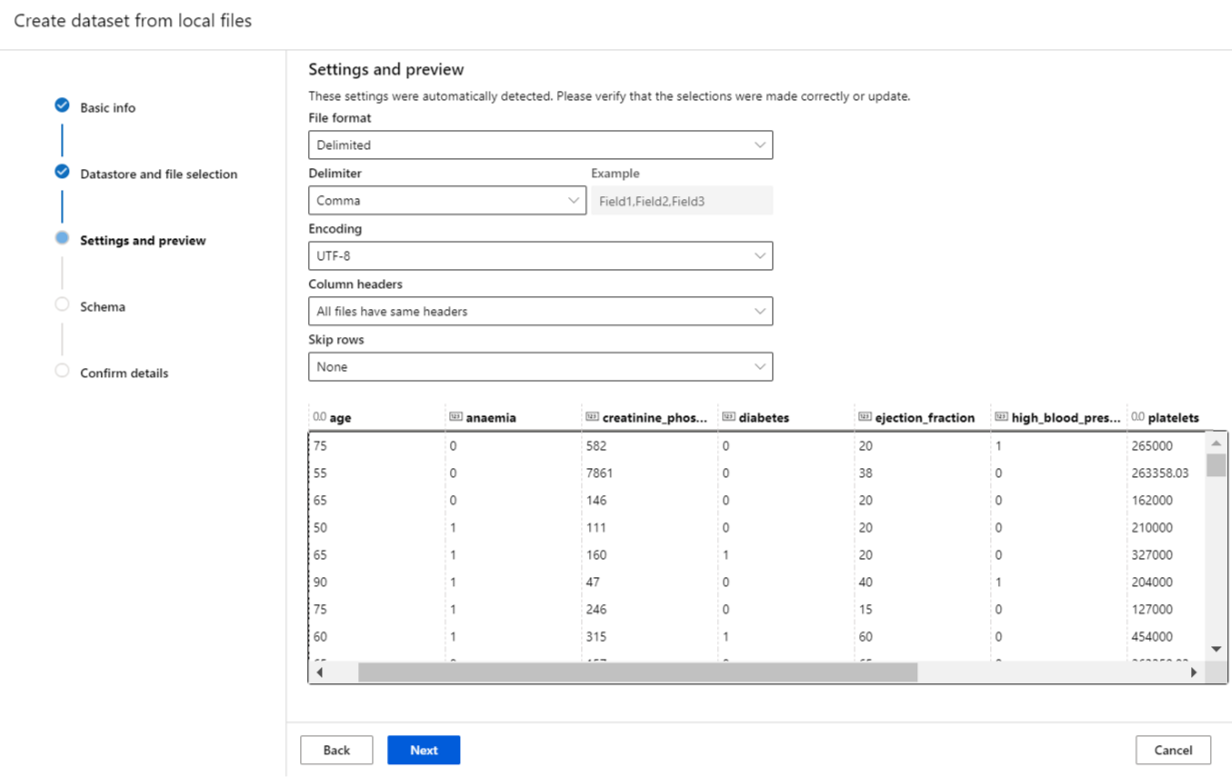 Create dataset from local files
Basic info
Datastore and file selection
Settings and preview
Schema
Confirm details
Settings and preview
These settings were automatically detected. Please verify that the selections were made correctly or update.
File format
Delimited
Delimiter Example
Comma Field1,Field2,Field3
Encoding
UTF-8
Column headers
All files have same headers
Skip rows
None
0.0 age 123 anaemia 123 creatinine_phos... 123 diabetes 123 ejection_fraction 123 high_blood_pres... 0.0 platelets
75 0 582 0 20 1 265000
55 0 7861 0 38 0 263358.03
65 0 146 0 20 0 162000
50 1 111 0 20 0 210000
65 1 160 1 20 0 327000
90 1 47 0 40 1 204000
75 1 246 0 15 0 127000
60 1 315 1 60 0 454000
Back Next Cancel